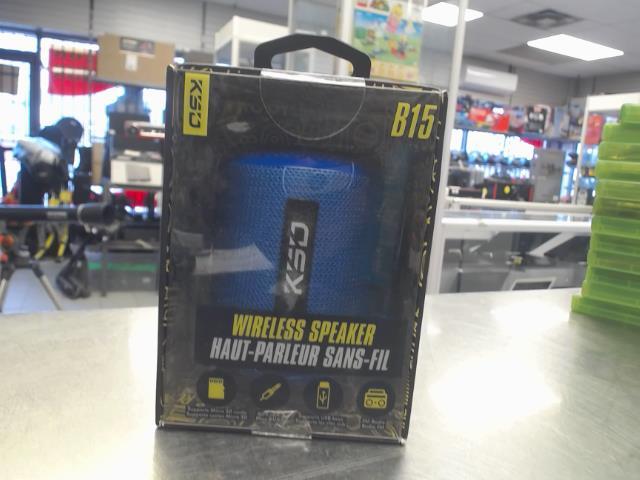 KSD
B15
KSD
WIRELESS SPEAKER
HAUT-PARLEUR SANS-FIL